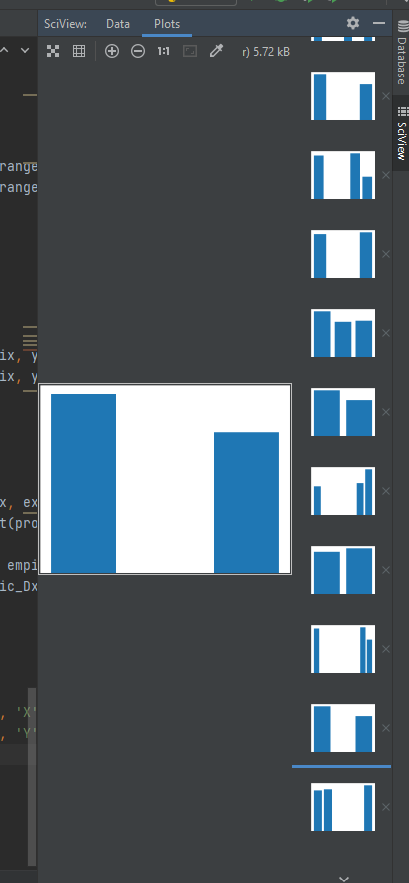 SciView: Data Plots
1:1 r) 5.72 kB
Database
SciView
range
range
ix, y
ix, y
x, ex
t(pro
empi
ic_Dx
, 'X'
, 'Y'